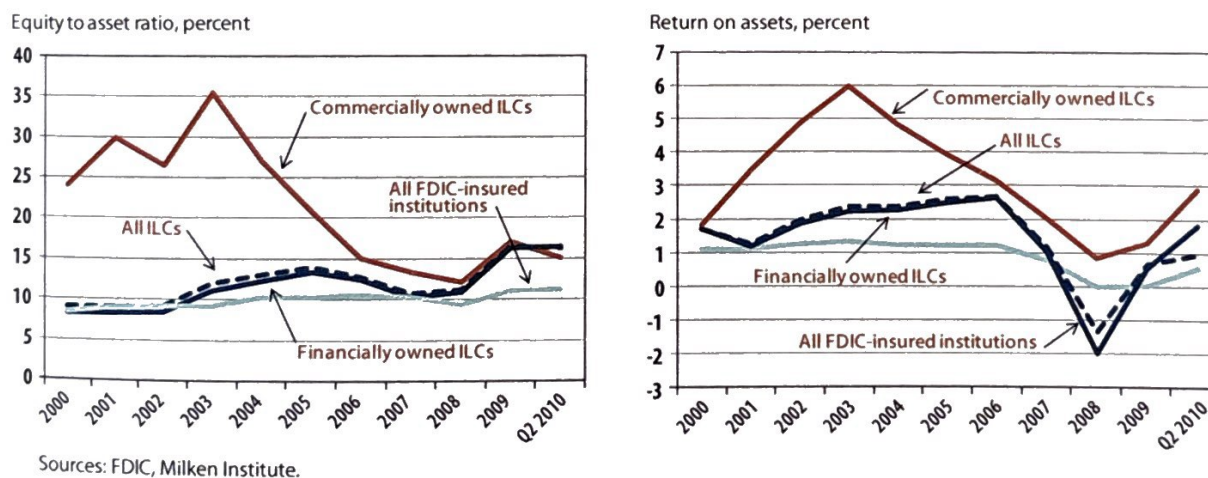 Equity to asset ratio, percent
40
35
30
25
20
15
10
5
0
Commercially owned ILCs
All FDIC-insured
institutions
All ILCs
Financially owned ILCs
2000
2001
2002
2003
2004
2005
2006
2007
2008
2009
Q2 2010
Return on assets, percent
7
6
5
4
3
2
1
0
-1
-2
-3
Commercially owned ILCs
All ILCs
Financially owned ILCs
All FDIC-insured institutions
2000
2001
2002
2003
2004
2005
2006
2007
2008
2009
Q2 2010
Sources: FDIC, Milken Institute.